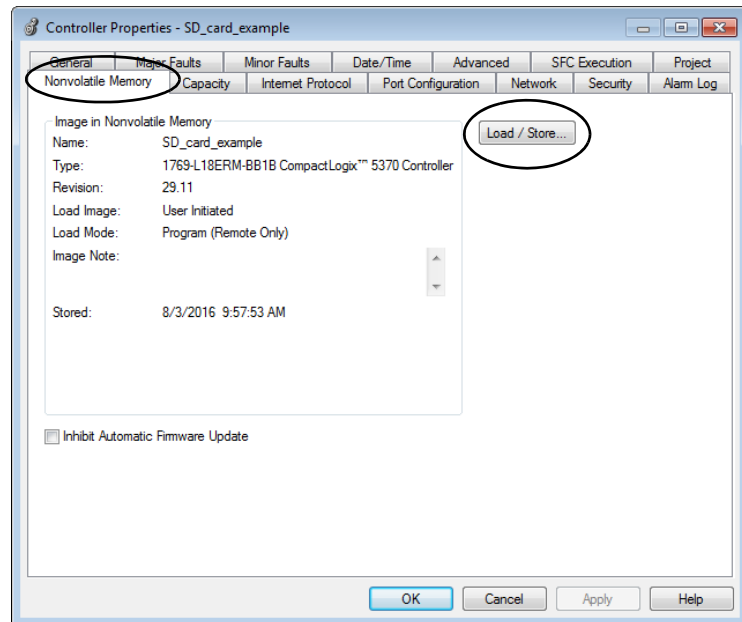 Controller Properties - SD_card_example
General Major Faults Minor Faults Date/Time Advanced SFC Execution Project
Nonvolatile Memory Capacity Internet Protocol Port Configuration Network Security Alarm Log
Image in Nonvolatile Memory
Load / Store...
Name: SD_card_example
Type: 1769-L18ERM-BB1B CompactLogix™ 5370 Controller
Revision: 29.11
Load Image: User Initiated
Load Mode: Program (Remote Only)
Image Note:
Stored: 8/3/2016 9:57:53 AM
Inhibit Automatic Firmware Update
OK Cancel Apply Help